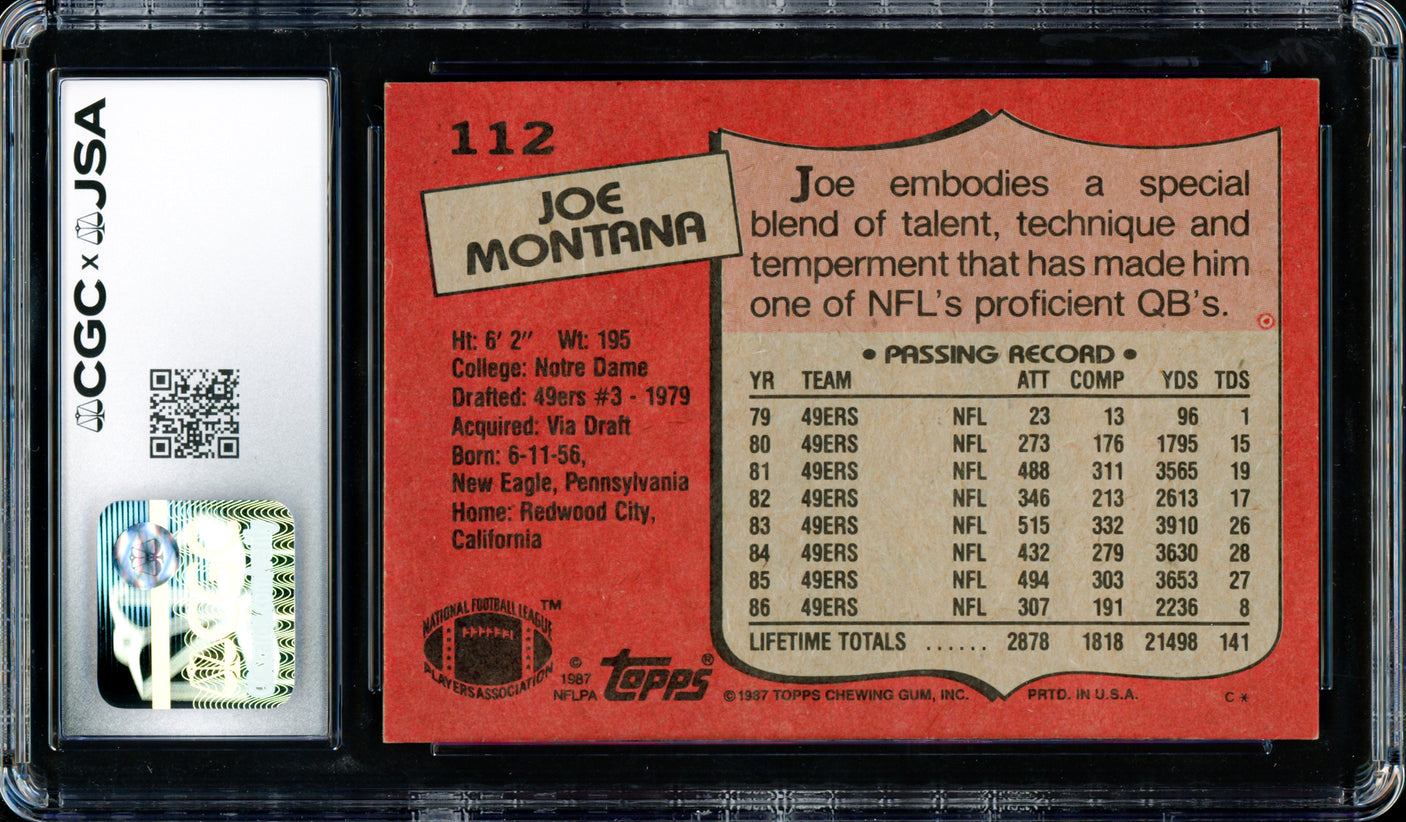 CGC x JSA
112
JOE
MONTANA
Ht: 6' 2" Wt: 195
College: Notre Dame
Drafted: 49ers #3 - 1979
Acquired: Via Draft
Born: 6-11-56,
New Eagle, Pennsylvania
Home: Redwood City,
California
NATIONAL FOOTBALL LEAGUE ™
PLAYERS ASSOCIATION
© 1987
NFLPA
topps®
Joe embodies a special
blend of talent, technique and
temperment that has made him
one of NFL's proficient QB's.
• PASSING RECORD •
YR TEAM ATT COMP YDS TDS
79 49ERS NFL 23 13 96 1
80 49ERS NFL 273 176 1795 15
81 49ERS NFL 488 311 3565 19
82 49ERS NFL 346 213 2613 17
83 49ERS NFL 515 332 3910 26
84 49ERS NFL 432 279 3630 28
85 49ERS NFL 494 303 3653 27
86 49ERS NFL 307 191 2236 8
LIFETIME TOTALS ...... 2878 1818 21498 141
© 1987 TOPPS CHEWING GUM, INC. PRTD. IN U.S.A. C *